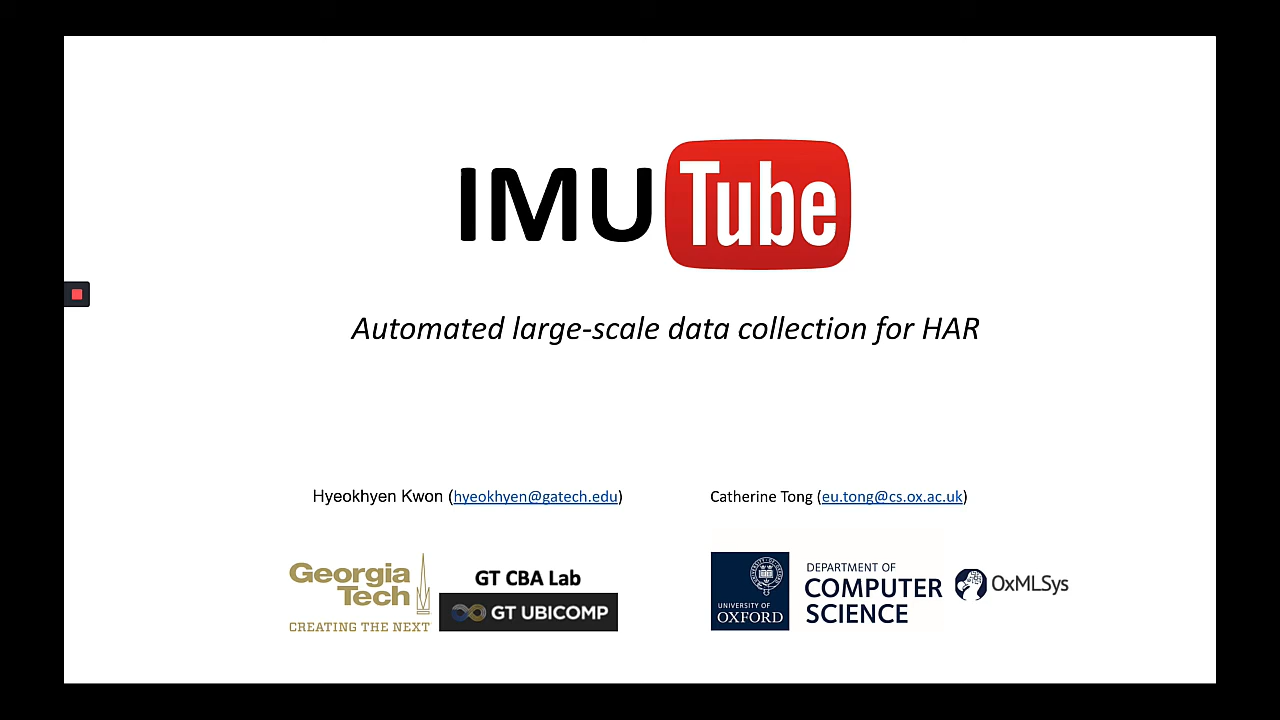 IMU Tube
Automated large-scale data collection for HAR
Hyeokhyen Kwon (hyeokhyen@gatech.edu)
Catherine Tong (eu.tong@cs.ox.ac.uk)
Georgia
Tech
CREATING THE NEXT
GT CBA Lab
GT UBICOMP
UNIVERSITY OF
OXFORD
DEPARTMENT OF
COMPUTER
SCIENCE
OxMLSys